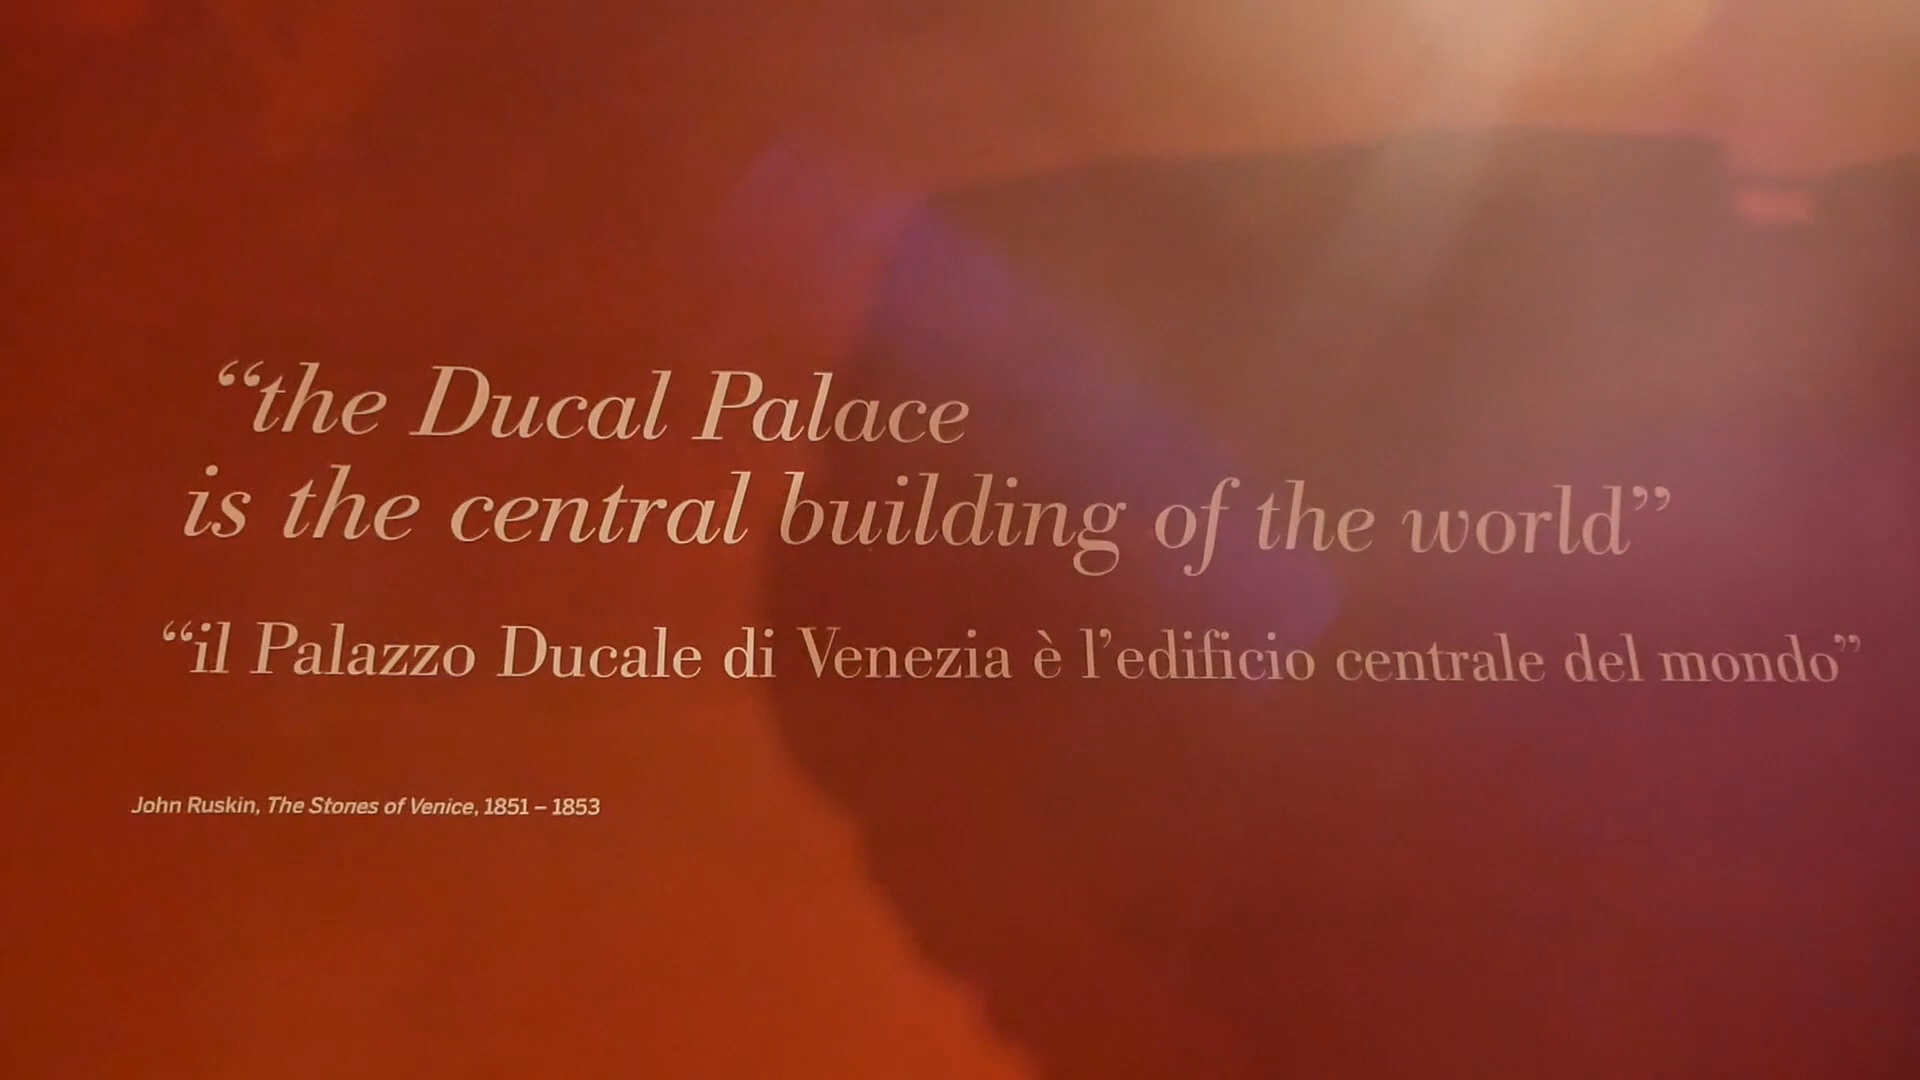 “the Ducal Palace
is the central building of the world”
“il Palazzo Ducale di Venezia è l’edificio centrale del mondo”
John Ruskin, The Stones of Venice, 1851 – 1853